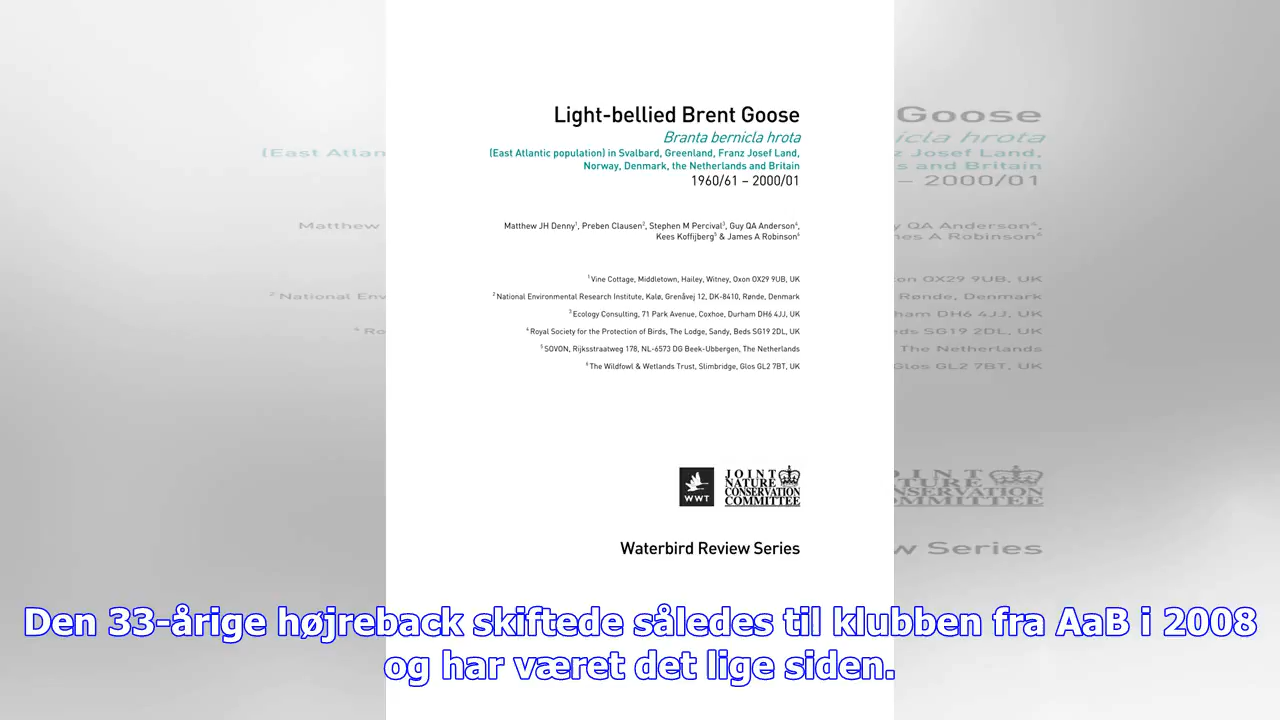 Light-bellied Brent Goose
Branta bernicla hrota
(East Atlantic population) in Svalbard, Greenland, Franz Josef Land,
Norway, Denmark, the Netherlands and Britain
1960/61 – 2000/01
Matthew JH Denny1, Preben Clausen2, Stephen M Percival3, Guy QA Anderson4,
Kees Koffijberg5 & James A Robinson6
1 Vine Cottage, Middletown, Hailey, Witney, Oxon OX29 9UB, UK
2 National Environmental Research Institute, Kalø, Grenåvej 12, DK-8410, Rønde, Denmark
3 Ecology Consulting, 71 Park Avenue, Coxhoe, Durham DH6 4JJ, UK
4 Royal Society for the Protection of Birds, The Lodge, Sandy, Beds SG19 2DL, UK
5 SOVON, Rijksstraatweg 178, NL-6573 DG Beek-Ubbergen, The Netherlands
6 The Wildfowl & Wetlands Trust, Slimbridge, Glos GL2 7BT, UK
WWT
JOINT
NATURE
CONSERVATION
COMMITTEE
Waterbird Review Series
Den 33-årige højreback skiftede således til klubben fra AaB i 2008
og har været det lige siden.